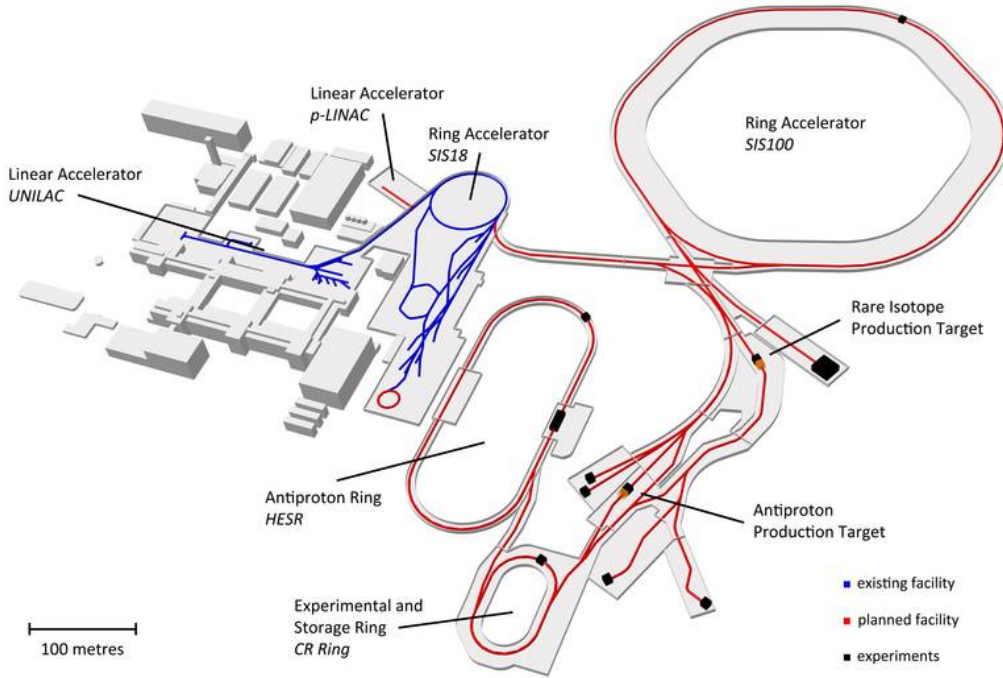 Linear Accelerator
p-LINAC
Ring Accelerator
SIS18
Ring Accelerator
SIS100
Linear Accelerator
UNILAC
Rare Isotope
Production Target
Antiproton Ring
HESR
Antiproton
Production Target
Experimental and
Storage Ring
CR Ring
100 metres
existing facility
planned facility
experiments